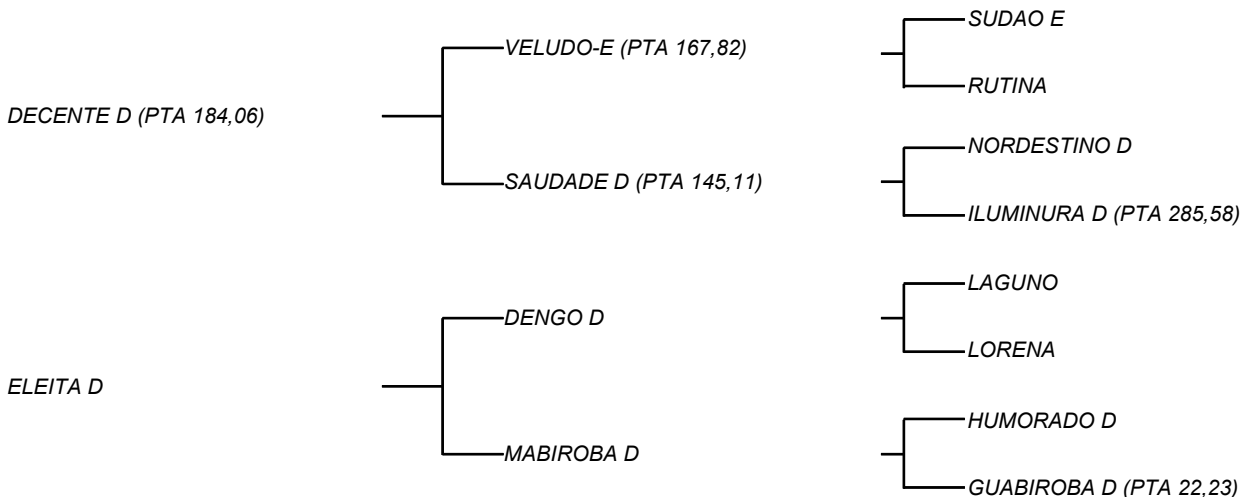 SUDAO E
VELUDO-E (PTA 167,82)
RUTINA
DECENTE D (PTA 184,06)
NORDESTINO D
SAUDADE D (PTA 145,11)
ILUMINURA D (PTA 285,58)
LAGUNO
DENGO D
LORENA
ELEITA D
HUMORADO D
MABIROBA D
GUABIROBA D (PTA 22,23)